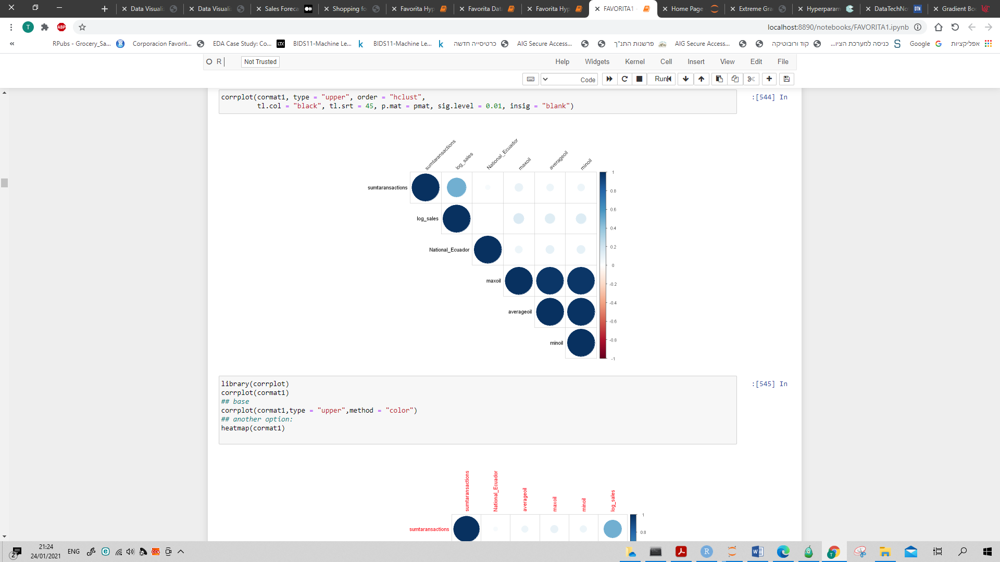 Data Visuali
Data Visuali
Sales Foreca
Shopping fo
Favorita Hyp
Favorita Dat
Favorita Hyp
FAVORITA1 -
Home Page
Extreme Gra
Hyperparam
DataTechNo
DTN
Gradient Bo
T
ABP
localhost:8890/notebooks/FAVORITA1.ipynb
«
RPubs - Grocery_Sa...
R
Corporacion Favorit...
EDA Case Study: Co...
LTX
BIDS11-Machine Le...
k
BIDS11-Machine Le...
k
כרטיסייה חדשה
AIG Secure Access...
פרשנות התנ"ך
AIG Secure Access...
קוד ורובוטיקה
כניסה למערכת הציו...
S
Google
G
אפליקציות
R
Not Trusted
Help
Widgets
Kernel
Cell
Insert
View
Edit
File
Code
Run
corrplot(cormat1, type = "upper", order = "hclust",
tl.col = "black", tl.srt = 45, p.mat = pmat, sig.level = 0.01, insig = "blank")
:[544] In
sumtaransactions
log_sales
National_Ecuador
maxoil
averageoil
minoil
sumtaransactions
log_sales
National_Ecuador
maxoil
averageoil
minoil
1
0.8
0.6
0.4
0.2
0
-0.2
-0.4
-0.6
-0.8
-1
library(corrplot)
corrplot(cormat1)
## base
corrplot(cormat1,type = "upper",method = "color")
## another option:
heatmap(cormat1)
:[545] In
sumtaransactions
National_Ecuador
averageoil
maxoil
minoil
log_sales
sumtaransactions
1
0.8
2
21:24
24/01/2021
ENG
R
W
T